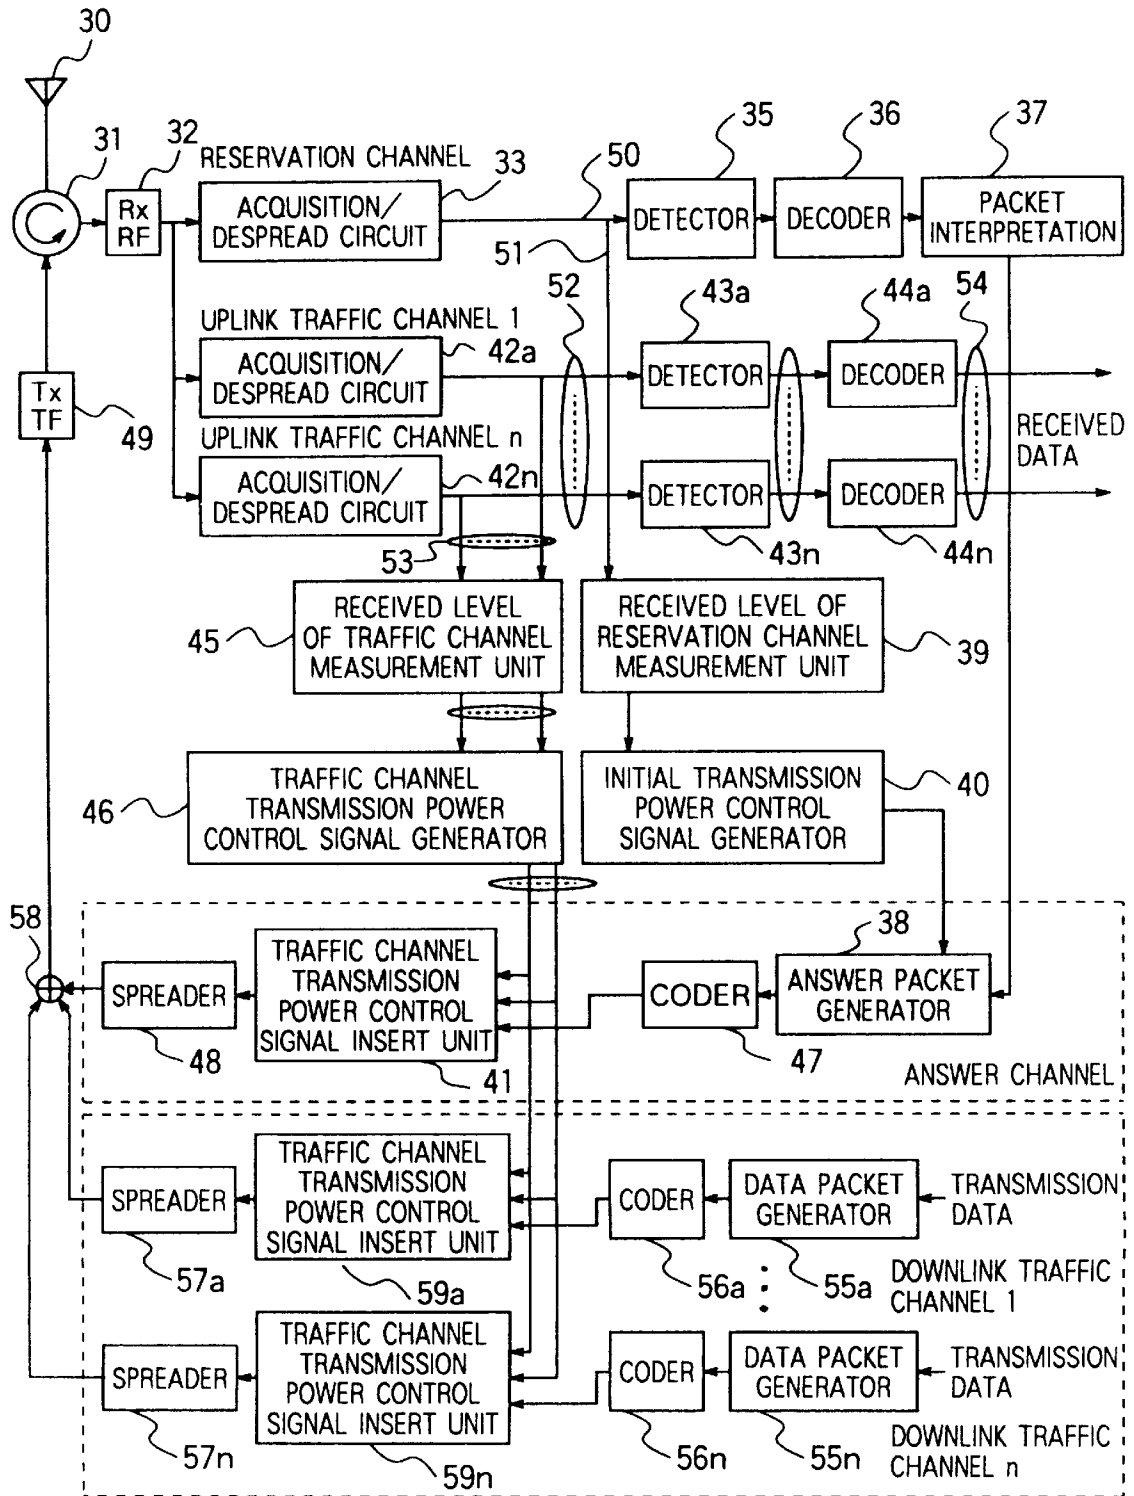 30
31
32
RESERVATION CHANNEL
33
50
35
36
37
Rx
RF
ACQUISITION/
DESPREAD CIRCUIT
DETECTOR
DECODER
PACKET
INTERPRETATION
51
52
UPLINK TRAFFIC CHANNEL 1
42a
43a
44a
54
ACQUISITION/
DESPREAD CIRCUIT
DETECTOR
DECODER
Tx
TF
49
UPLINK TRAFFIC CHANNEL n
42n
RECEIVED
DATA
ACQUISITION/
DESPREAD CIRCUIT
DETECTOR
DECODER
53
43n
44n
45
RECEIVED LEVEL
OF TRAFFIC CHANNEL
MEASUREMENT UNIT
RECEIVED LEVEL OF
RESERVATION CHANNEL
MEASUREMENT UNIT
39
46
TRAFFIC CHANNEL
TRANSMISSION POWER
CONTROL SIGNAL GENERATOR
INITIAL TRANSMISSION
POWER CONTROL
SIGNAL GENERATOR
40
58
38
SPREADER
48
TRAFFIC CHANNEL
TRANSMISSION
POWER CONTROL
SIGNAL INSERT UNIT
41
CODER
47
ANSWER PACKET
GENERATOR
ANSWER CHANNEL
SPREADER
57a
TRAFFIC CHANNEL
TRANSMISSION
POWER CONTROL
SIGNAL INSERT UNIT
59a
CODER
56a
DATA PACKET
GENERATOR
55a
TRANSMISSION
DATA
DOWNLINK TRAFFIC
CHANNEL 1
SPREADER
57n
TRAFFIC CHANNEL
TRANSMISSION
POWER CONTROL
SIGNAL INSERT UNIT
59n
CODER
56n
DATA PACKET
GENERATOR
55n
TRANSMISSION
DATA
DOWNLINK TRAFFIC
CHANNEL n